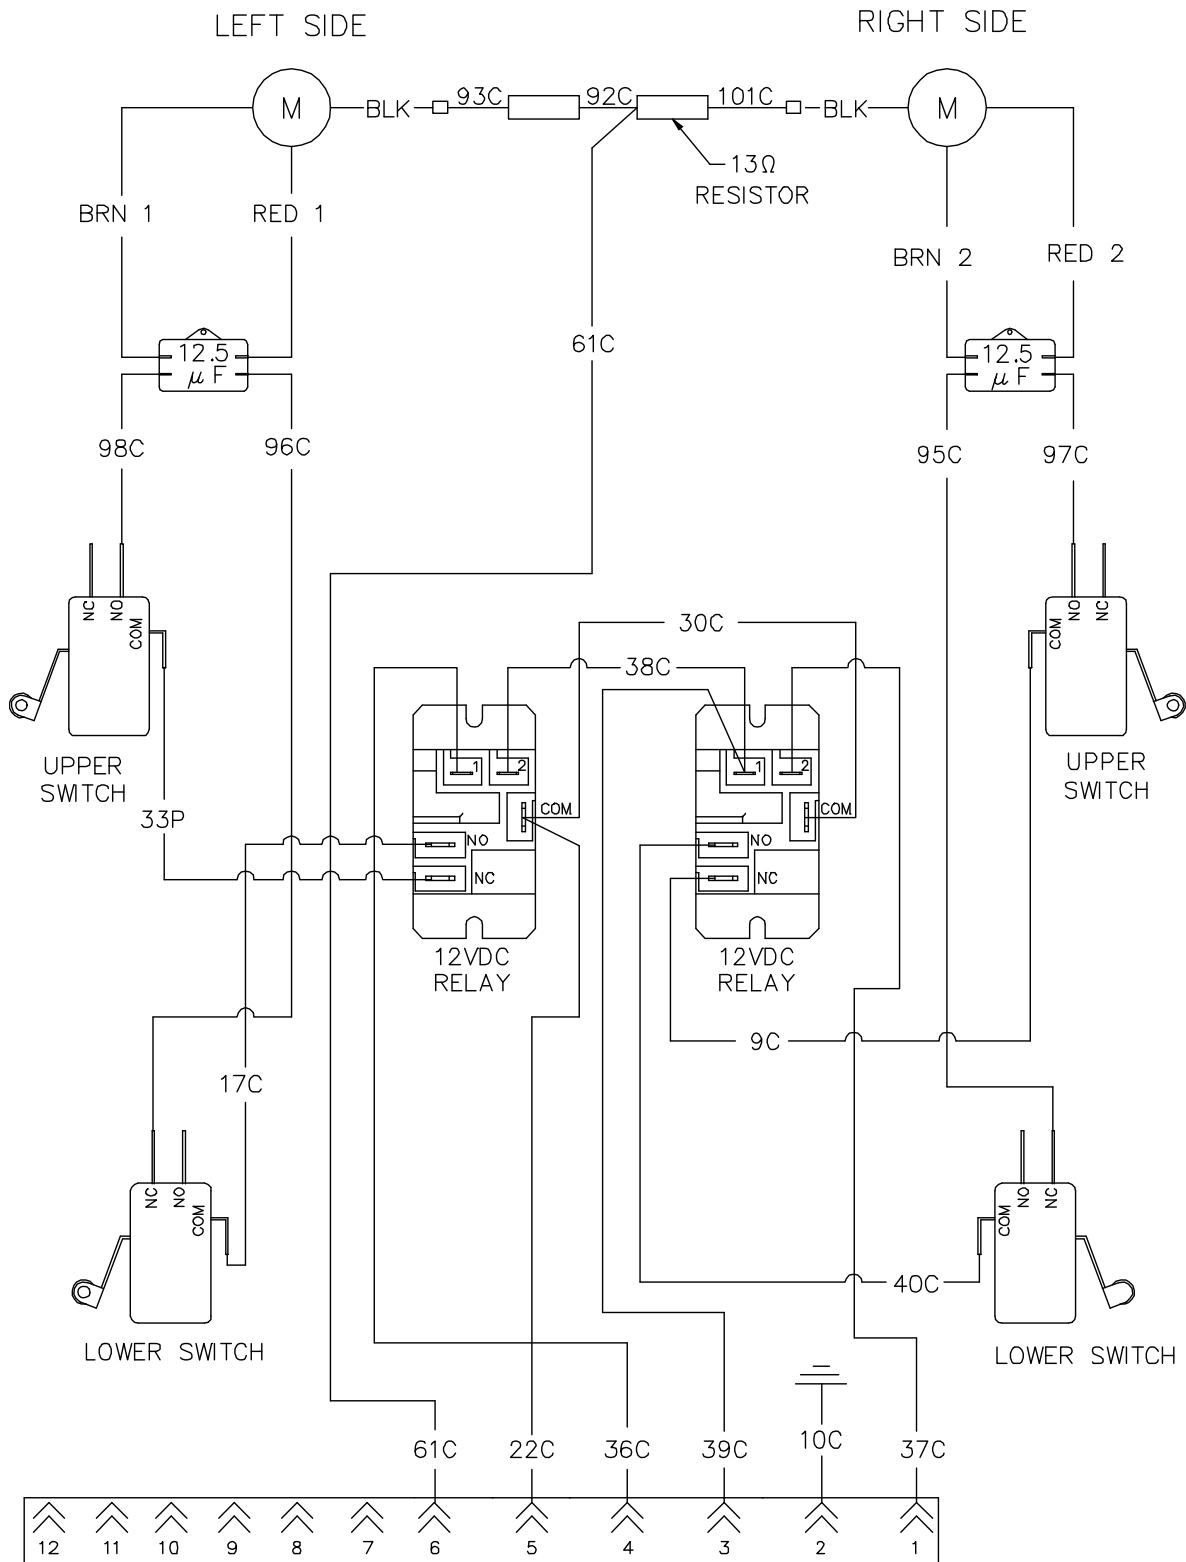 LEFT SIDE
RIGHT SIDE
M
BLK
93C
92C
101C
BLK
M
13Ω
RESISTOR
BRN 1
RED 1
BRN 2
RED 2
61C
12.5
μF
12.5
μF
98C
96C
95C
97C
NC
NO
COM
NO
NC
COM
30C
38C
UPPER
SWITCH
UPPER
SWITCH
1
2
COM
NO
NC
1
2
COM
NO
NC
33P
12VDC
RELAY
12VDC
RELAY
9C
17C
NC
NO
COM
NO
NC
COM
40C
LOWER SWITCH
LOWER SWITCH
61C
22C
36C
39C
10C
37C
12
11
10
9
8
7
6
5
4
3
2
1